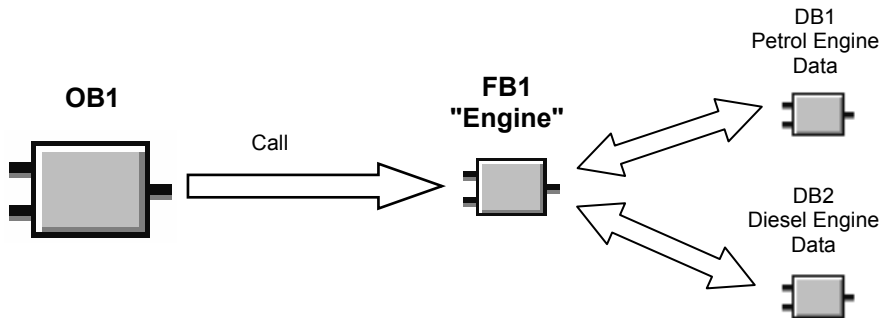 OB1
Call
FB1
"Engine"
DB1
Petrol Engine
Data
DB2
Diesel Engine
Data